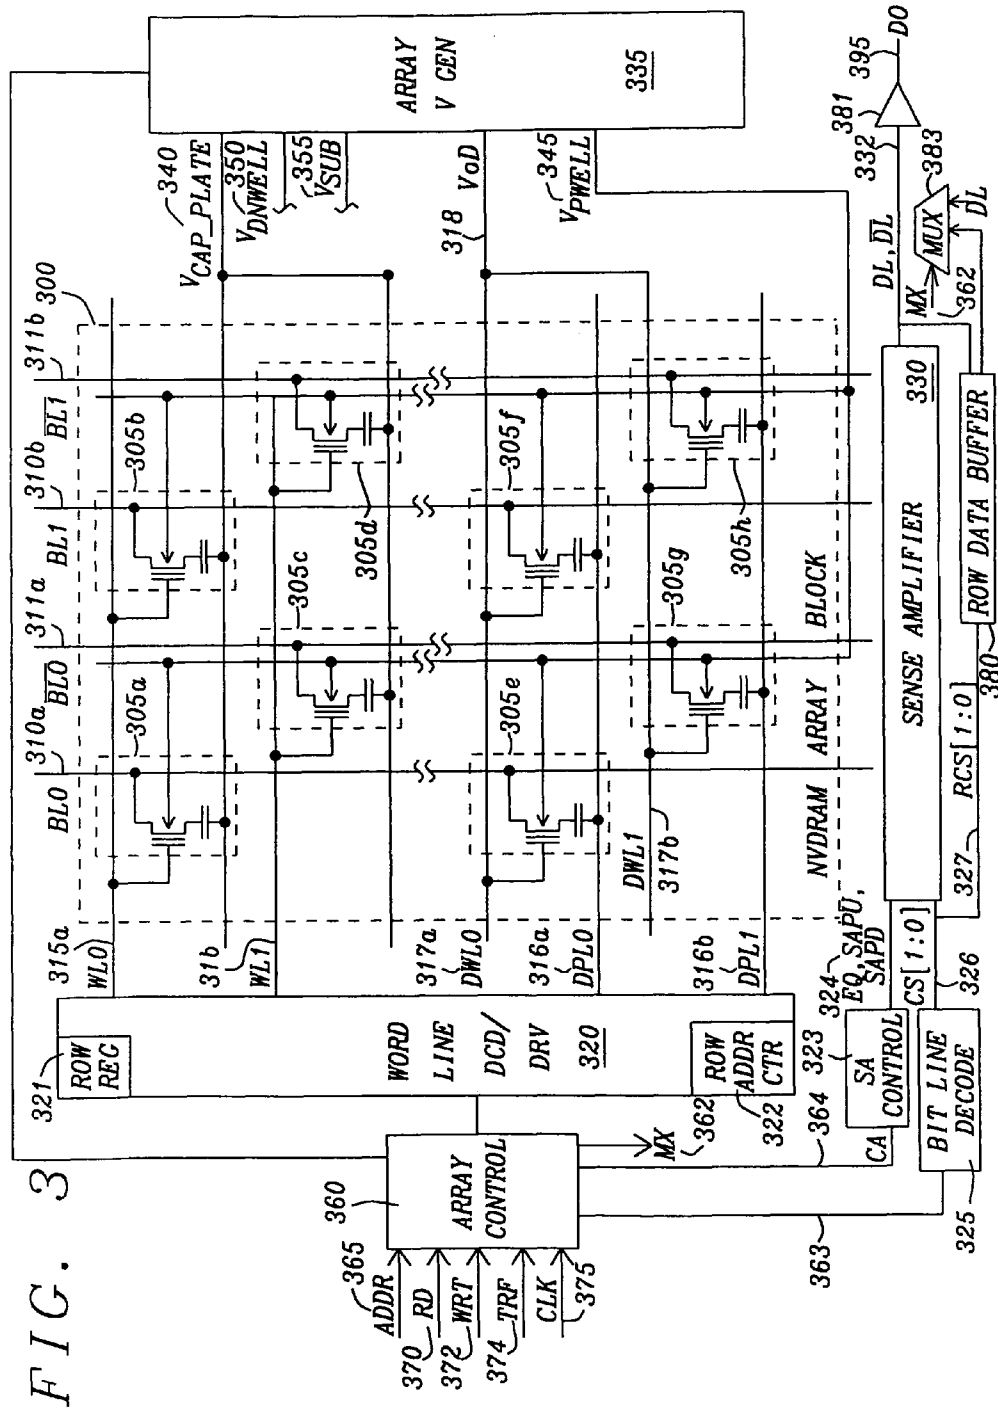 FIG. 3
ADDR
365
RD
370
WRT
372
TRF
374
CLK
375
360
ARRAY
CONTROL
MX
362
363
364
321
ROW
REG
WORD
LINE
DCD/
DRV
320
ROW
ADDR
CTR
322
CA
323
SA
CONTROL
BIT LINE
DECODE
325
324
EQ, SAPU,
SAPD
CS[1:0]
326
327
RCS[1:0]
315a
WL0
31b
WL1
317a
DWL0
316a
DPL0
316b
DPL1
DWL1
317b
BL0
310a
BL0
311a
BL1
310b
BL1
311b
300
305a
305b
305c
305d
305e
305f
305g
305h
NVDRAM ARRAY BLOCK
SENSE AMPLIFIER
330
ROW DATA BUFFER
380
VCAP_PLATE
340
VDNWELL
350
VSUB
355
318
VoD
VPWELL
345
ARRAY
V GEN
335
DL, DL
332
381
395
DO
MX
362
MUX
383
DL